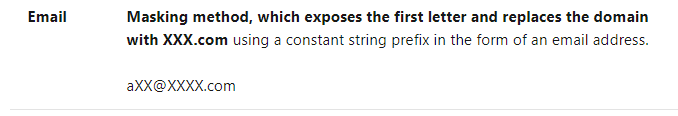 Email
Masking method, which exposes the first letter and replaces the domain
with XXX.com using a constant string prefix in the form of an email address.
aXX@XXXX.com